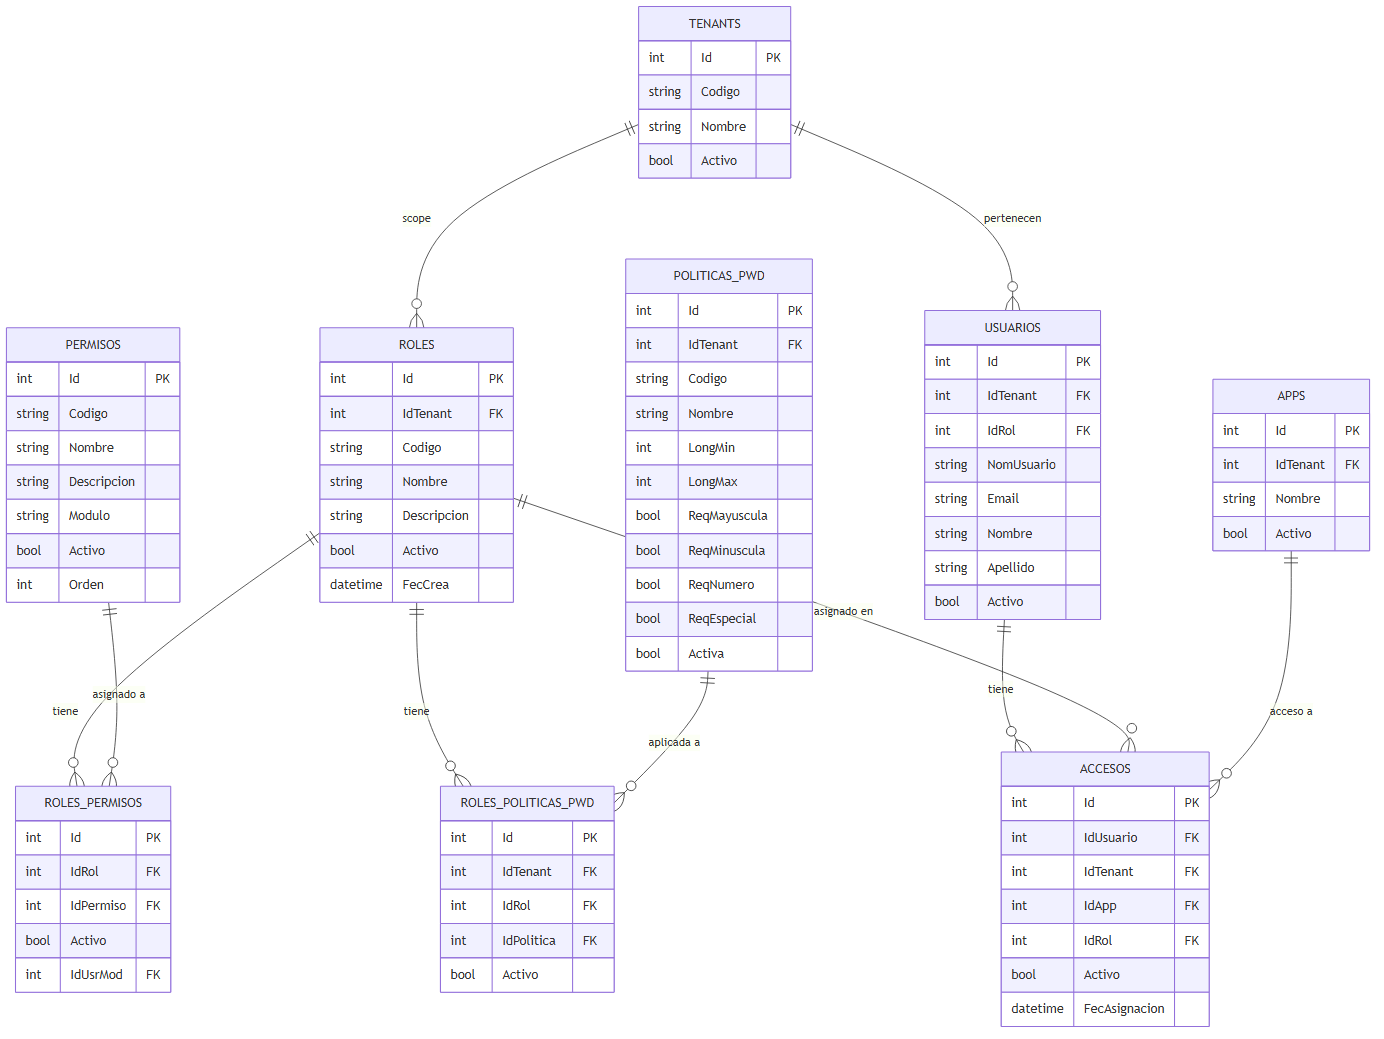 TENANTS
int Id PK
string Codigo
string Nombre
bool Activo
scope
pertenecen
POLITICAS_PWD
int Id PK
int IdTenant FK
string Codigo
string Nombre
int LongMin
int LongMax
bool ReqMayuscula
bool ReqMinuscula
bool ReqNumero
bool ReqEspecial
bool Activa
USUARIOS
int Id PK
int IdTenant FK
int IdRol FK
string NomUsuario
string Email
string Nombre
string Apellido
bool Activo
PERMISOS
int Id PK
string Codigo
string Nombre
string Descripcion
string Modulo
bool Activo
int Orden
ROLES
int Id PK
int IdTenant FK
string Codigo
string Nombre
string Descripcion
bool Activo
datetime FecCrea
APPS
int Id PK
int IdTenant FK
string Nombre
bool Activo
asignado en
asignado a
tiene
tiene
aplicada a
tiene
acceso a
ROLES_PERMISOS
int Id PK
int IdRol FK
int IdPermiso FK
bool Activo
int IdUsrMod FK
ROLES_POLITICAS_PWD
int Id PK
int IdTenant FK
int IdRol FK
int IdPolitica FK
bool Activo
ACCESOS
int Id PK
int IdUsuario FK
int IdTenant FK
int IdApp FK
int IdRol FK
bool Activo
datetime FecAsignacion